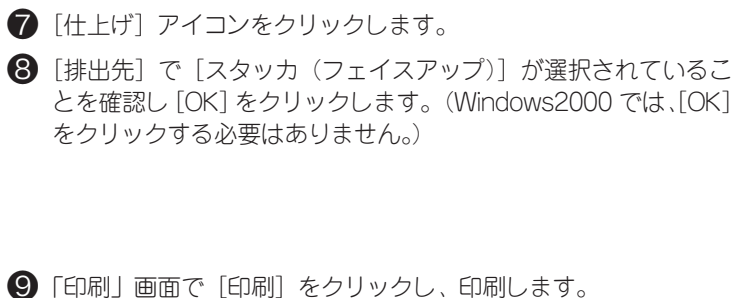 ❼ [仕上げ] アイコンをクリックします。
❽ [排出先] で [スタッカ（フェイスアップ）] が選択されているこ
とを確認し [OK] をクリックします。（Windows2000 では、[OK]
をクリックする必要はありません。）
❾「印刷」画面で [印刷] をクリックし、印刷します。